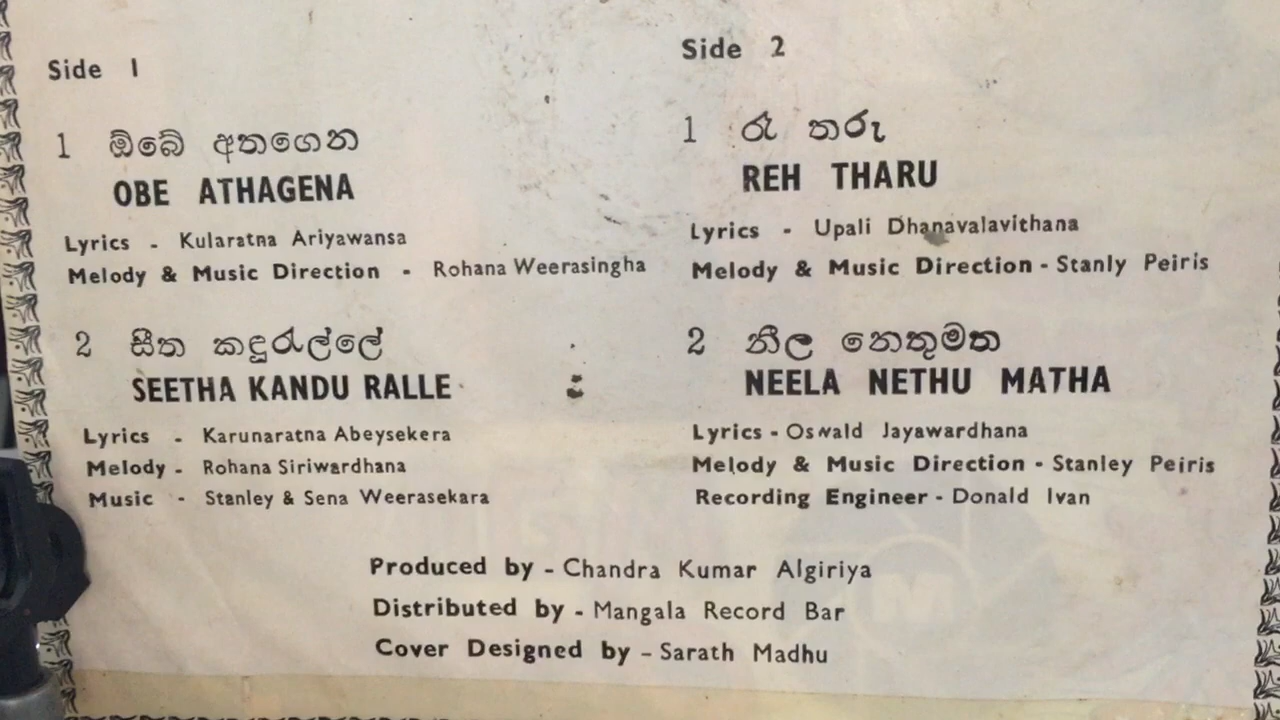 Side 1
1 ඔබේ අතගෙන
OBE ATHAGENA
Lyrics - Kularatna Ariyawansa
Melody & Music Direction - Rohana Weerasingha
2 සීත කඳුරැල්ලේ
SEETHA KANDU RALLE
Lyrics - Karunaratna Abeysekera
Melody - Rohana Siriwardhana
Music - Stanley & Sena Weerasekara
Side 2
1 රෑ තරු
REH THARU
Lyrics - Upali Dhanavalavithana
Melody & Music Direction - Stanly Peiris
2 නීල නෙතුමත
NEELA NETHU MATHA
Lyrics - Oswald Jayawardhana
Melody & Music Direction - Stanley Peiris
Recording Engineer - Donald Ivan
Produced by - Chandra Kumar Algiriya
Distributed by - Mangala Record Bar
Cover Designed by - Sarath Madhu